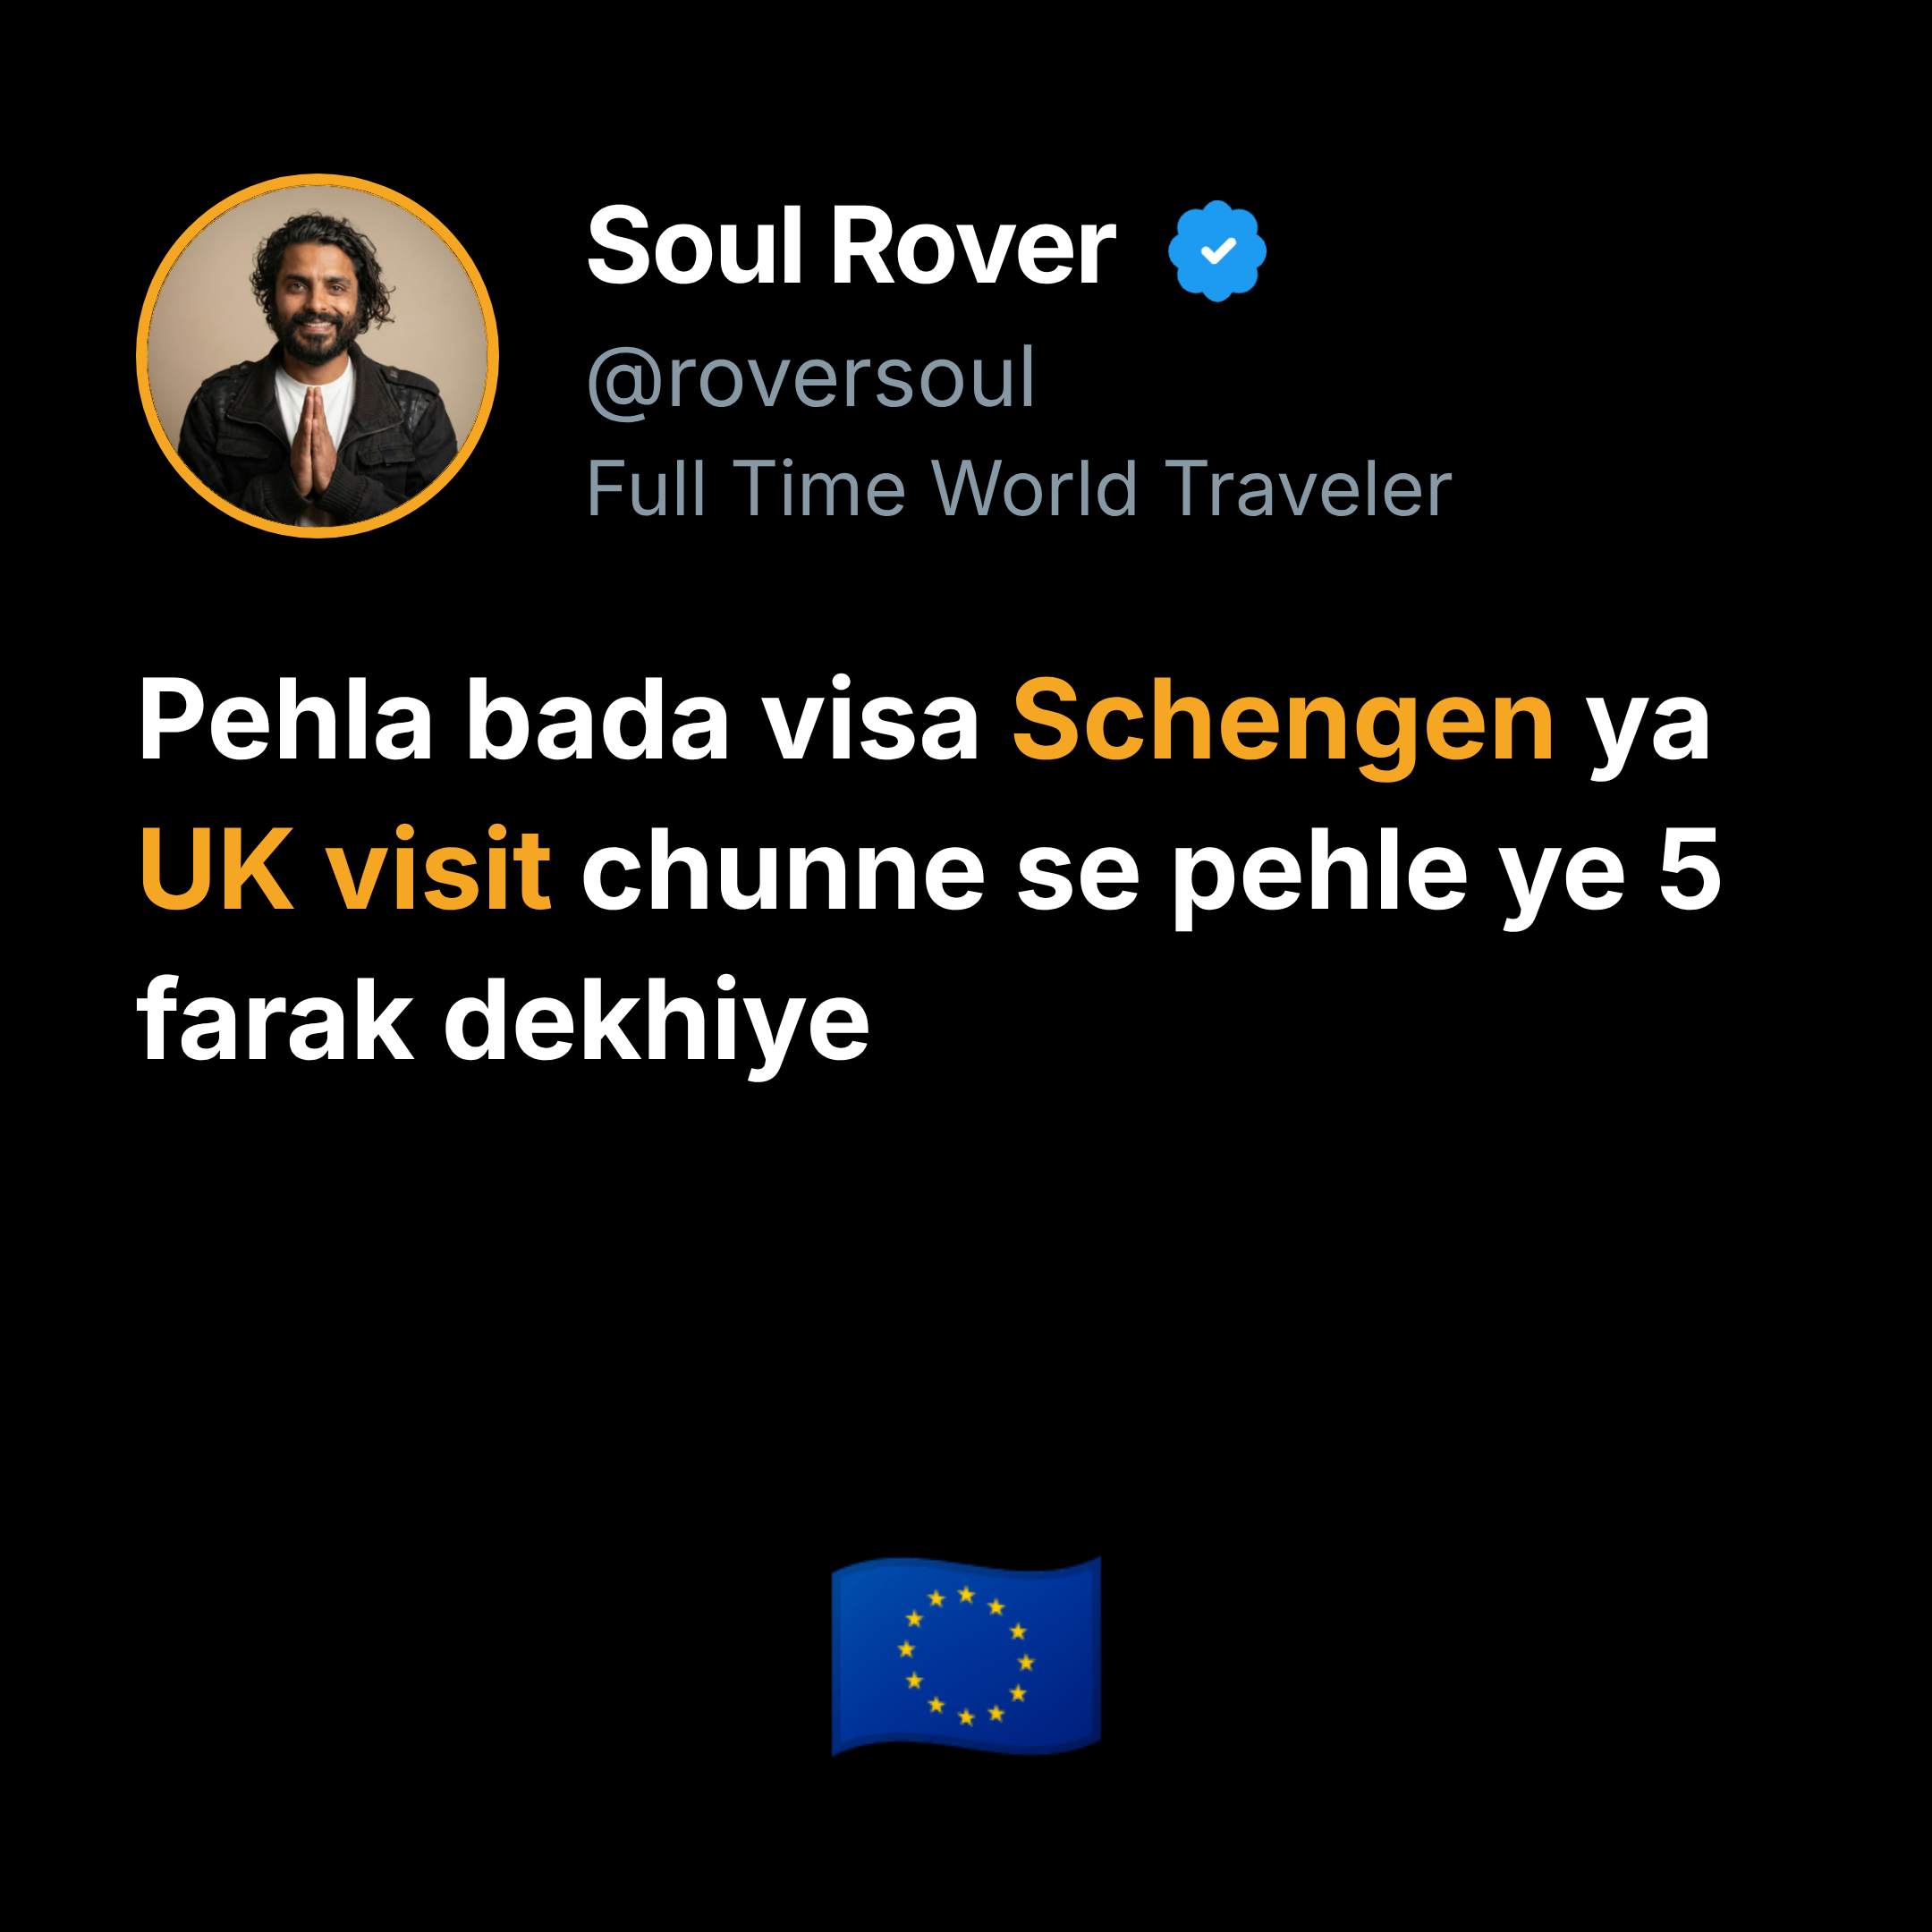 Soul Rover
@roversoul
Full Time World Traveler
Pehla bada visa Schengen ya
UK visit chunne se pehle ye 5
farak dekhiye